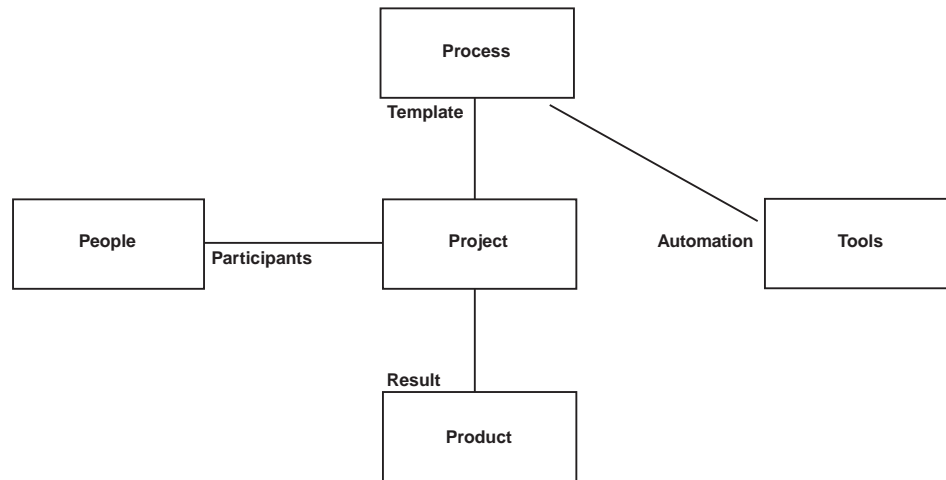 Process
Template
People
Project
Automation
Tools
Participants
Result
Product